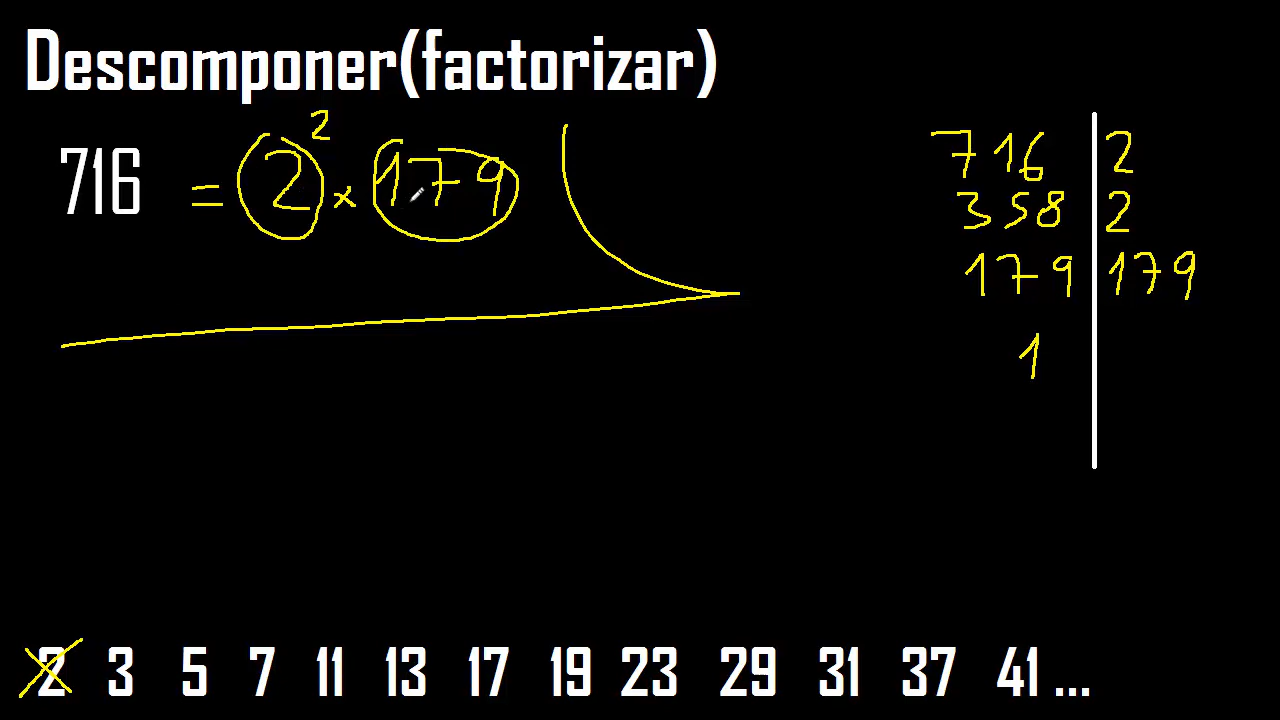 Descomponer(factorizar)
716 = 2² × 179
716 | 2
358 | 2
179 | 179
1
2 3 5 7 11 13 17 19 23 29 31 37 41 ...